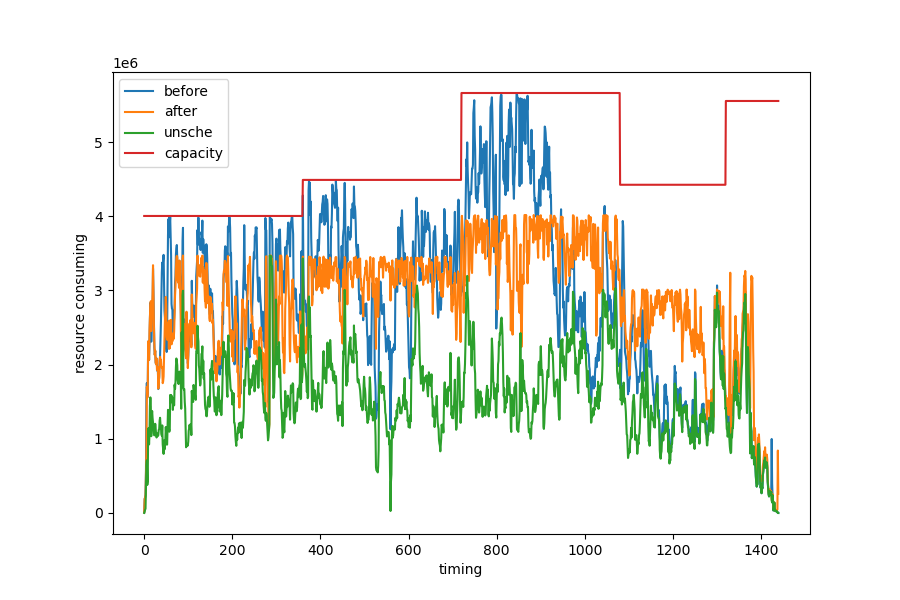 1e6
before
after
unsche
capacity
5
4
3
2
1
0
resource consuming
0 200 400 600 800 1000 1200 1400
timing